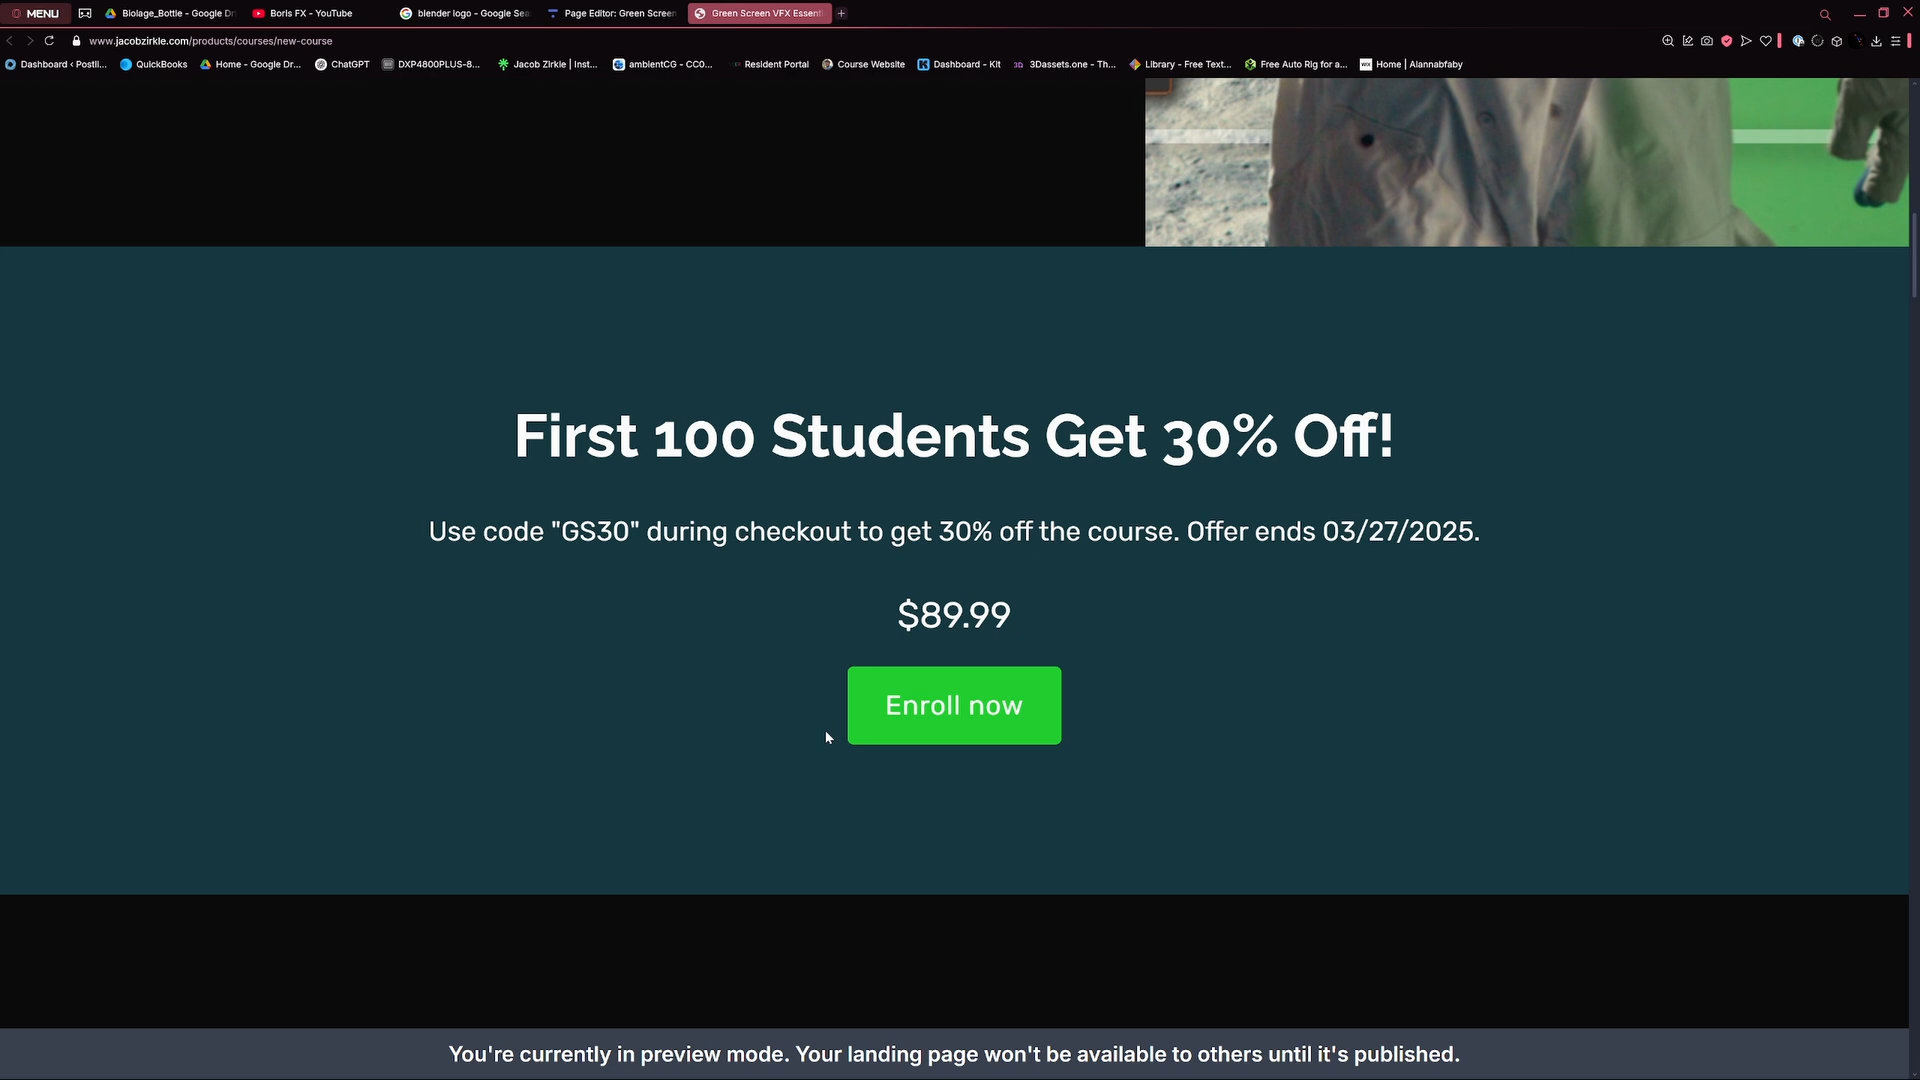 MENU
Biolage_Bottle - Google Dri
Boris FX - YouTube
blender logo - Google Sea
Page Editor: Green Screen
Green Screen VFX Essenti
www.jacobzirkle.com/products/courses/new-course
Dashboard ‹ Postli...
QuickBooks
Home - Google Dr...
ChatGPT
DXP4800PLUS-8...
Jacob Zirkle | Inst...
ambientCG - CC0...
Resident Portal
Course Website
Dashboard - Kit
3Dassets.one - Th...
Library - Free Text...
Free Auto Rig for a...
Home | Alannabfaby
First 100 Students Get 30% Off!
Use code "GS30" during checkout to get 30% off the course. Offer ends 03/27/2025.
$89.99
Enroll now
You're currently in preview mode. Your landing page won't be available to others until it's published.